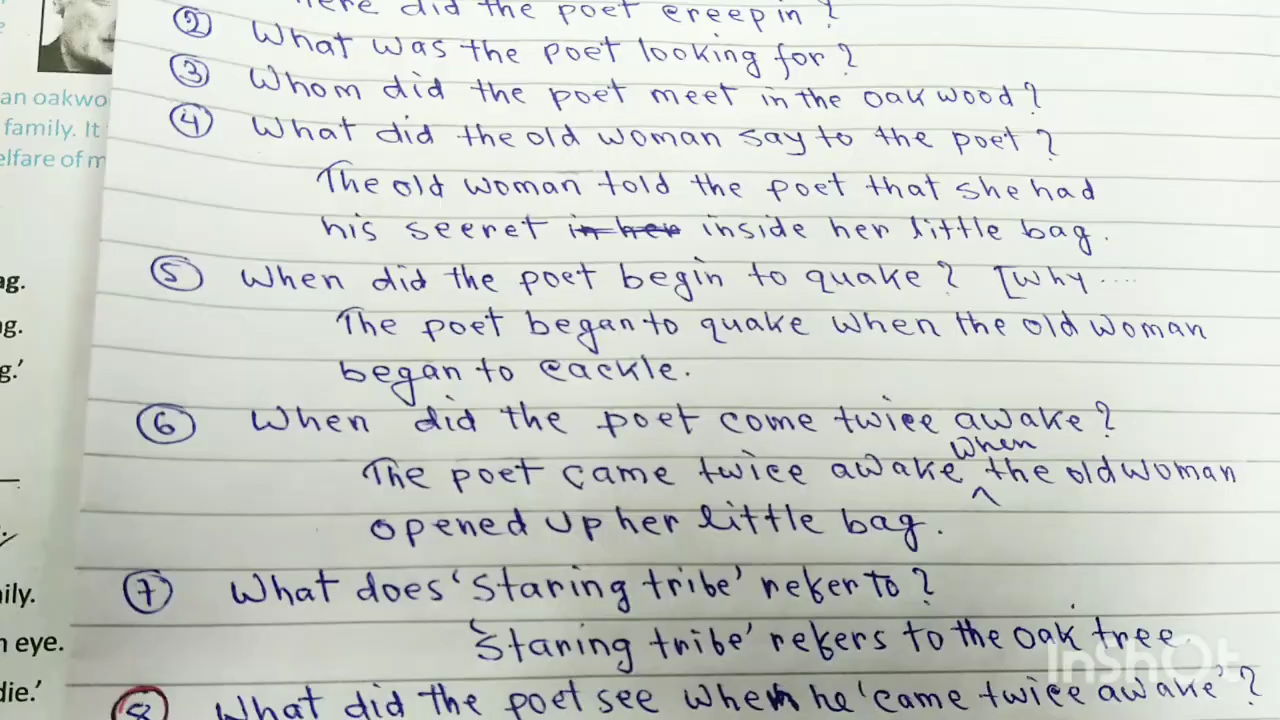 here did the poet creep in?
② What was the poet looking for?
③ Whom did the poet meet in the oak wood?
④ What did the old woman say to the poet?
The old woman told the poet that she had
his secret in her inside her little bag.
⑤ When did the poet begin to quake? [Why ....
The poet began to quake when the old woman
began to cackle.
⑥ When did the poet come twice awake?
when
The poet came twice awake ^ the old woman
opened up her little bag.
⑦ What does 'Staring tribe' refer to?
'Staring tribe' refers to the oak tree.
⑧ What did the poet see when he 'came twice awake'?
an oakwo
family. It
elfare of m
ag.
ng.
g.'
ily.
n eye.
die.'
InShOt